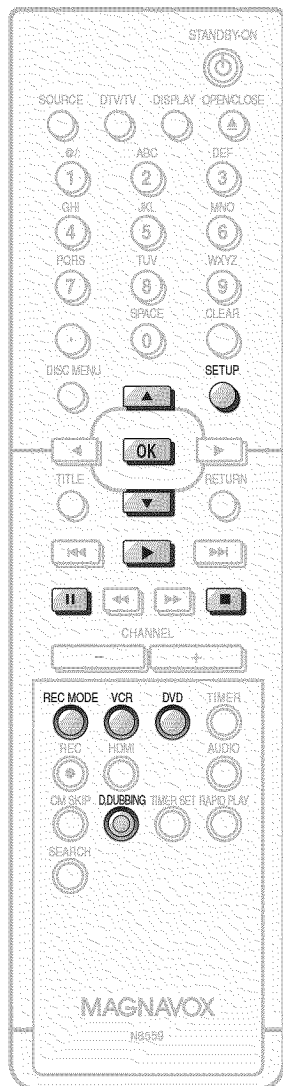 STANDBY-ON
SOURCE DTV/TV DISPLAY OPEN/CLOSE
.@/: ABC DEF
1 2 3
GHI JKL MNO
4 5 6
PQRS TUV WXYZ
7 8 9
SPACE CLEAR
. 0
DISC MENU SETUP
OK
TITLE RETURN
CHANNEL
− +
REC MODE VCR DVD TIMER
REC HDMI AUDIO
CM SKIP D.DUBBING TIMER SET RAPID PLAY
SEARCH
MAGNAVOX